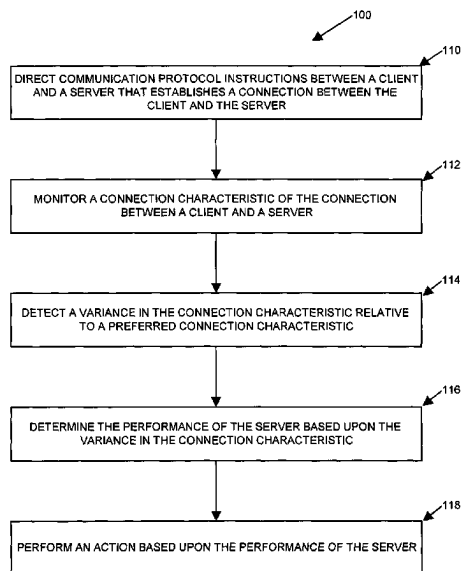 100
110
DIRECT COMMUNICATION PROTOCOL INSTRUCTIONS BETWEEN A CLIENT
AND A SERVER THAT ESTABLISHES A CONNECTION BETWEEN THE
CLIENT AND THE SERVER
112
MONITOR A CONNECTION CHARACTERISTIC OF THE CONNECTION
BETWEEN A CLIENT AND A SERVER
114
DETECT A VARIANCE IN THE CONNECTION CHARACTERISTIC RELATIVE
TO A PREFERRED CONNECTION CHARACTERISTIC
116
DETERMINE THE PERFORMANCE OF THE SERVER BASED UPON THE
VARIANCE IN THE CONNECTION CHARACTERISTIC
118
PERFORM AN ACTION BASED UPON THE PERFORMANCE OF THE SERVER